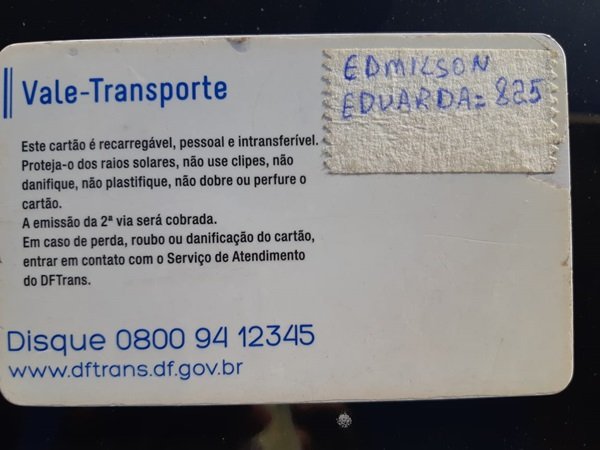 EDMILSON
EDUARDA = 825
Vale-Transporte
Este cartão é recarregável, pessoal e intransferível.
Proteja-o dos raios solares, não use clipes, não
danifique, não plastifique, não dobre ou perfure o
cartão.
A emissão da 2ª via será cobrada.
Em caso de perda, roubo ou danificação do cartão,
entrar em contato com o Serviço de Atendimento
do DFTrans.
Disque 0800 94 12345
www.dftrans.df.gov.br